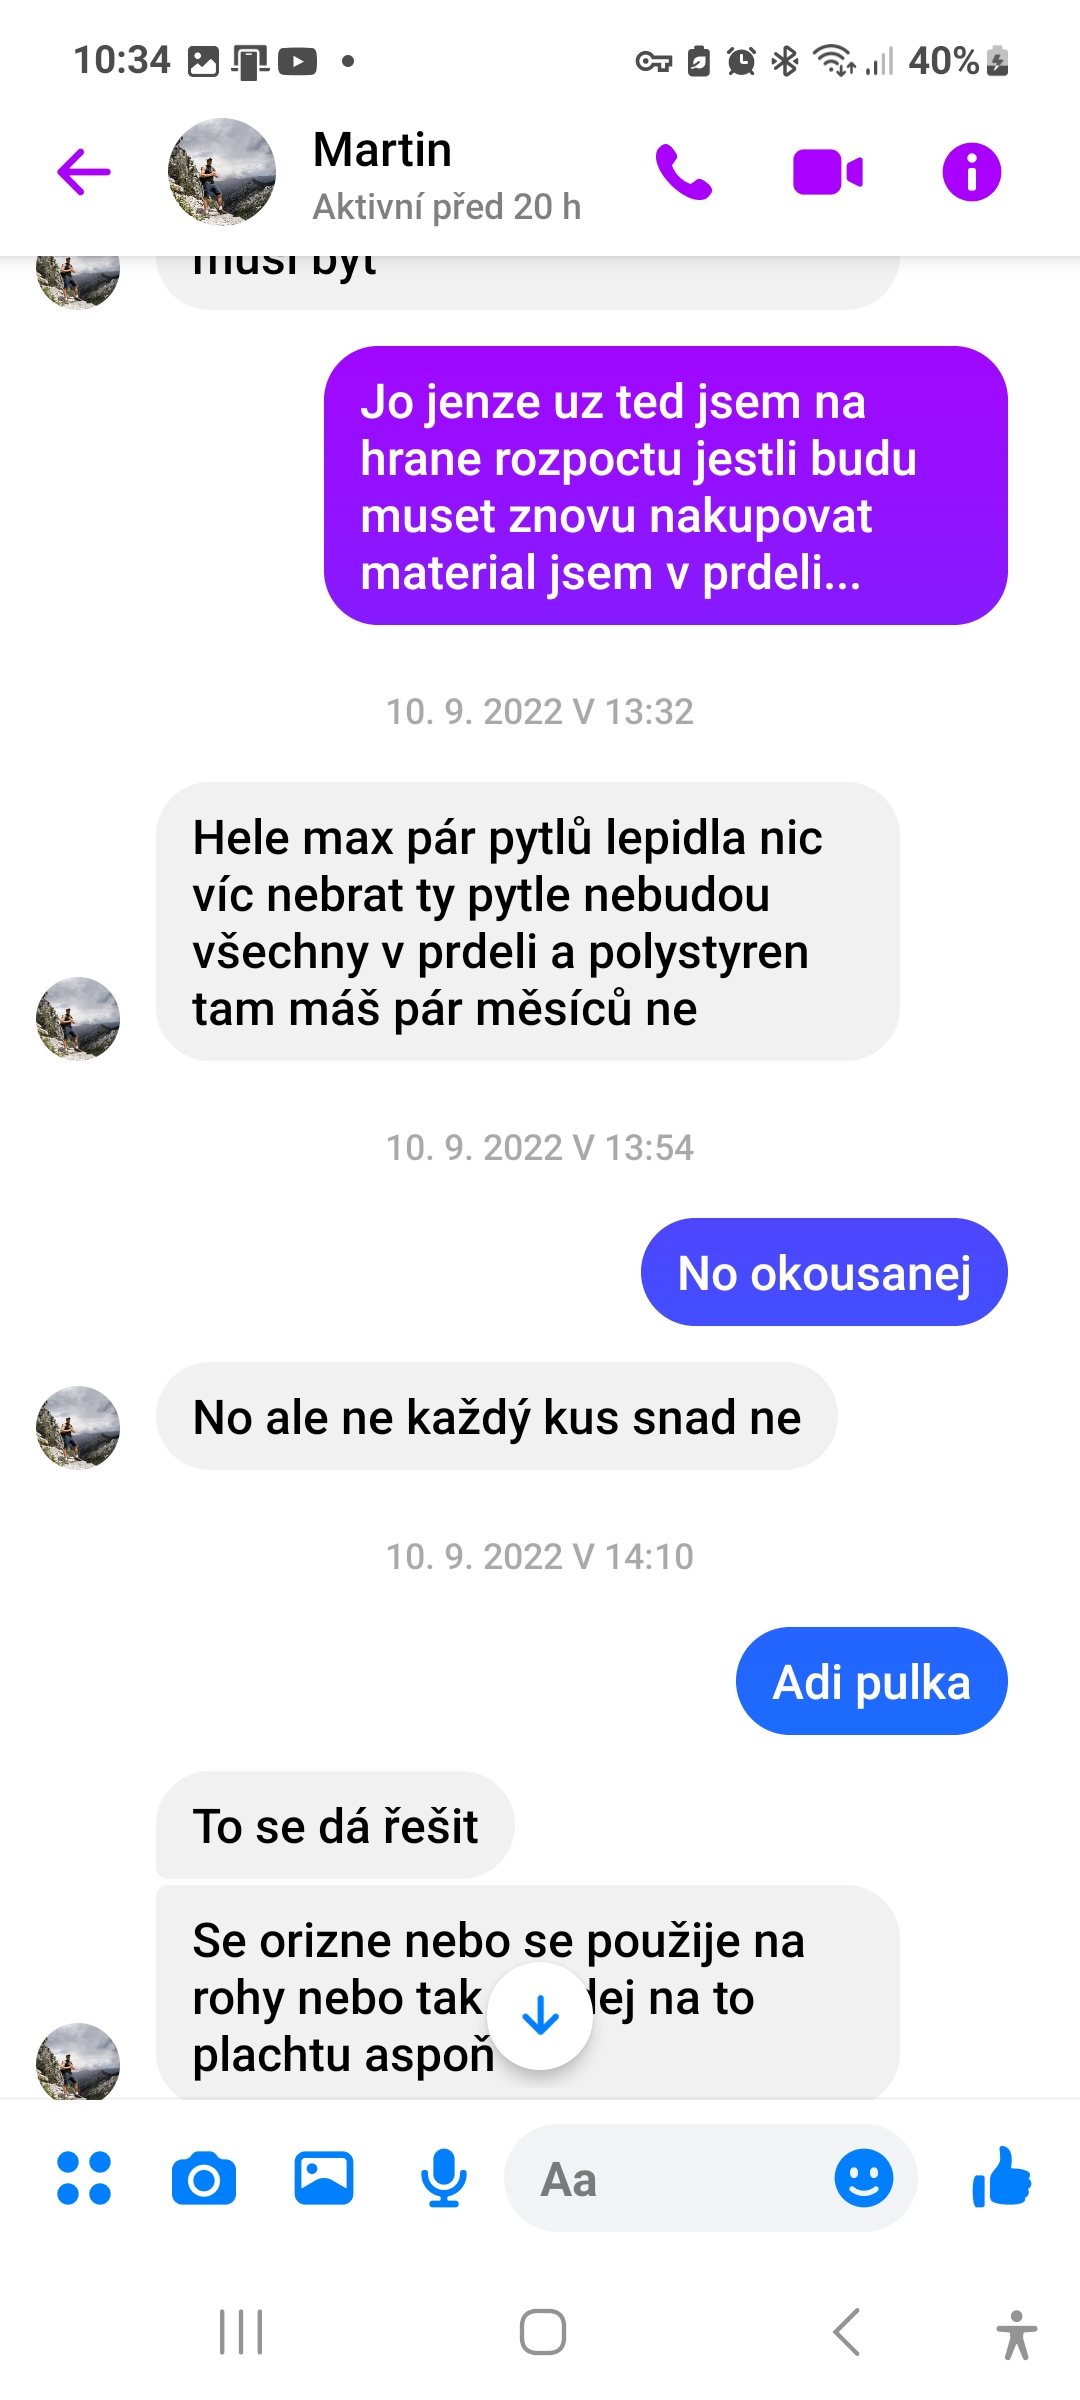 10:34
40%
Martin
Aktivní před 20 h
musí být
Jo jenze uz ted jsem na
hrane rozpoctu jestli budu
muset znovu nakupovat
material jsem v prdeli...
10. 9. 2022 V 13:32
Hele max pár pytlů lepidla nic
víc nebrat ty pytle nebudou
všechny v prdeli a polystyren
tam máš pár měsíců ne
10. 9. 2022 V 13:54
No okousanej
No ale ne každý kus snad ne
10. 9. 2022 V 14:10
Adi pulka
To se dá řešit
Se orizne nebo se použije na
rohy nebo tak na to
plachtu aspoň
Aa